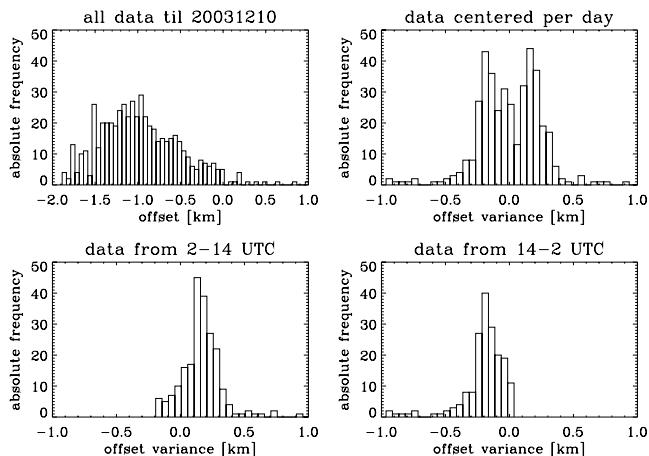 all data til 20031210
absolute frequency
50
40
30
20
10
0
-2.0 -1.5 -1.0 -0.5 0.0 0.5 1.0
offset [km]
data centered per day
absolute frequency
50
40
30
20
10
0
-1.0 -0.5 0.0 0.5 1.0
offset variance [km]
data from 2-14 UTC
absolute frequency
50
40
30
20
10
0
-1.0 -0.5 0.0 0.5 1.0
offset variance [km]
data from 14-2 UTC
absolute frequency
50
40
30
20
10
0
-1.0 -0.5 0.0 0.5 1.0
offset variance [km]